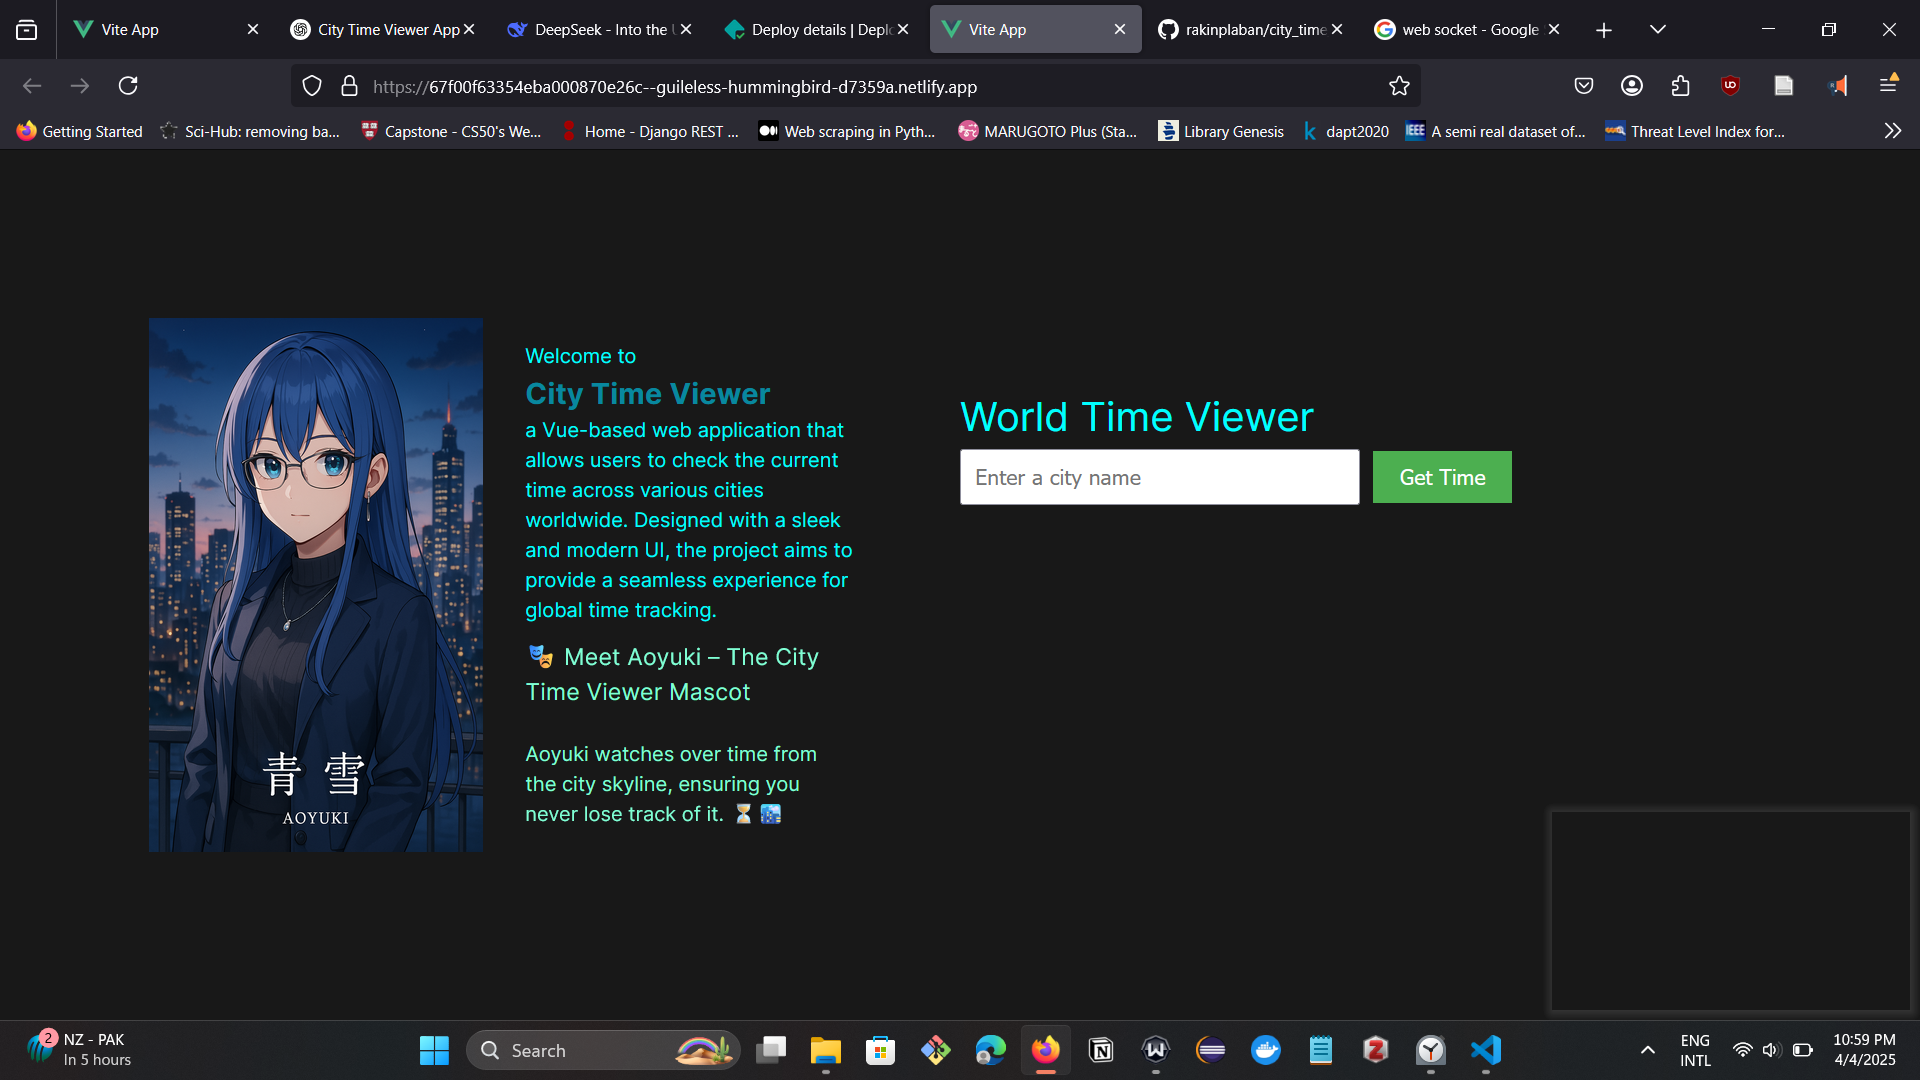 Vite App
City Time Viewer App
DeepSeek - Into the
Deploy details | Deplo
Vite App
rakinplaban/city_time
web socket - Google
https://67f00f63354eba000870e26c--guileless-hummingbird-d7359a.netlify.app
Getting Started
Sci-Hub: removing ba...
Capstone - CS50's We...
Home - Django REST ...
Web scraping in Pyth...
MARUGOTO Plus (Sta...
Library Genesis
dapt2020
A semi real dataset of...
Threat Level Index for...
Welcome to
City Time Viewer
a Vue-based web application that
allows users to check the current
time across various cities
worldwide. Designed with a sleek
and modern UI, the project aims to
provide a seamless experience for
global time tracking.
🎭 Meet Aoyuki – The City
Time Viewer Mascot
Aoyuki watches over time from
the city skyline, ensuring you
never lose track of it. ⏳ 🏙️
青雪
AOYUKI
World Time Viewer
Enter a city name
Get Time
2
NZ - PAK
In 5 hours
Search
ENG
INTL
10:59 PM
4/4/2025